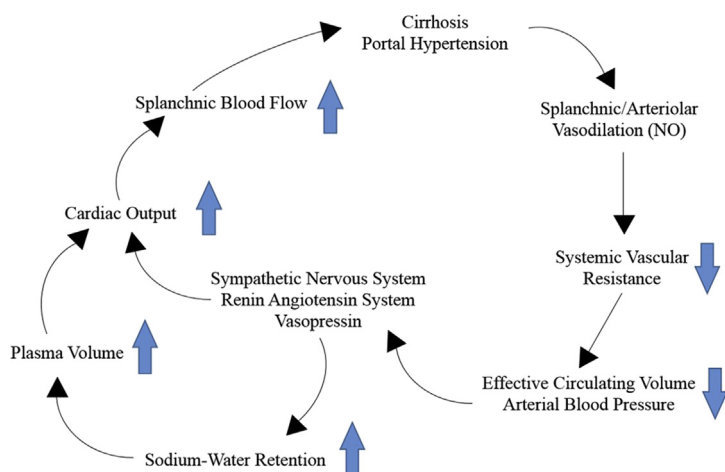 Cirrhosis
Portal Hypertension
Splanchnic Blood Flow
Splanchnic/Arteriolar
Vasodilation (NO)
Cardiac Output
Systemic Vascular
Resistance
Sympathetic Nervous System
Renin Angiotensin System
Vasopressin
Plasma Volume
Effective Circulating Volume
Arterial Blood Pressure
Sodium-Water Retention